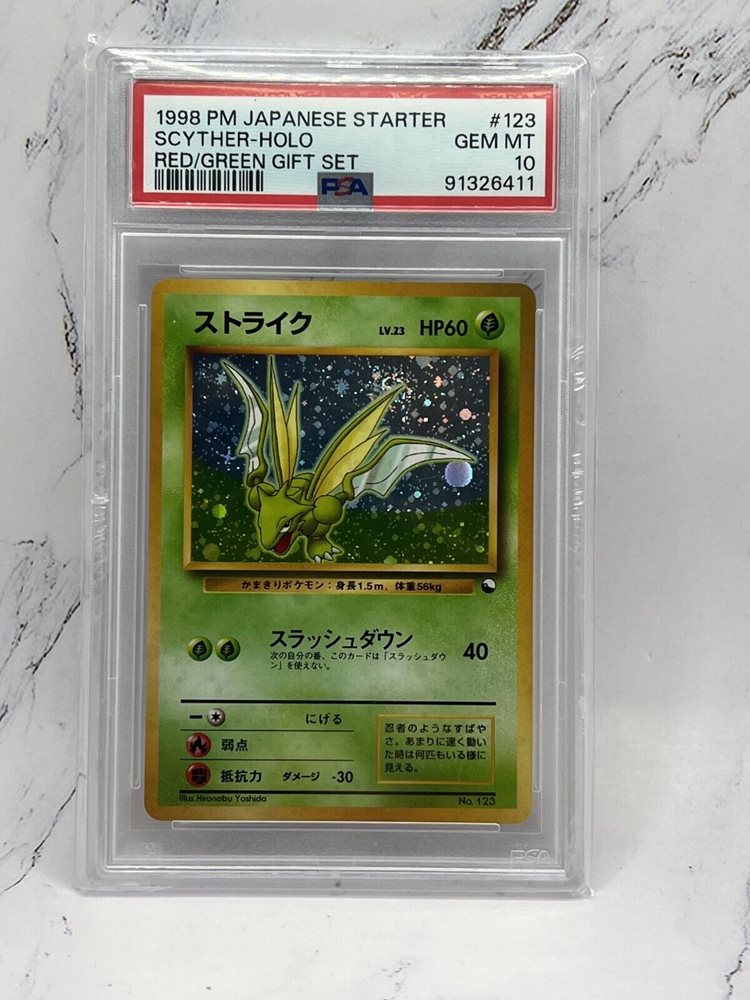 1998 PM JAPANESE STARTER #123
SCYTHER-HOLO GEM MT
RED/GREEN GIFT SET 10
PSA 91326411
ストライク LV.23 HP60
かまきりポケモン：身長1.5m、体重56kg
スラッシュダウン 40
次の自分の番、このカードは「スラッシュダウ
ン」を使えない。
にげる
弱点
抵抗力 ダメージ -30
忍者のようなすばや
さ。あまりに速く動い
た時は何匹もいる様に
見える。
Illus. Hironobu Yoshida No. 123
PSA